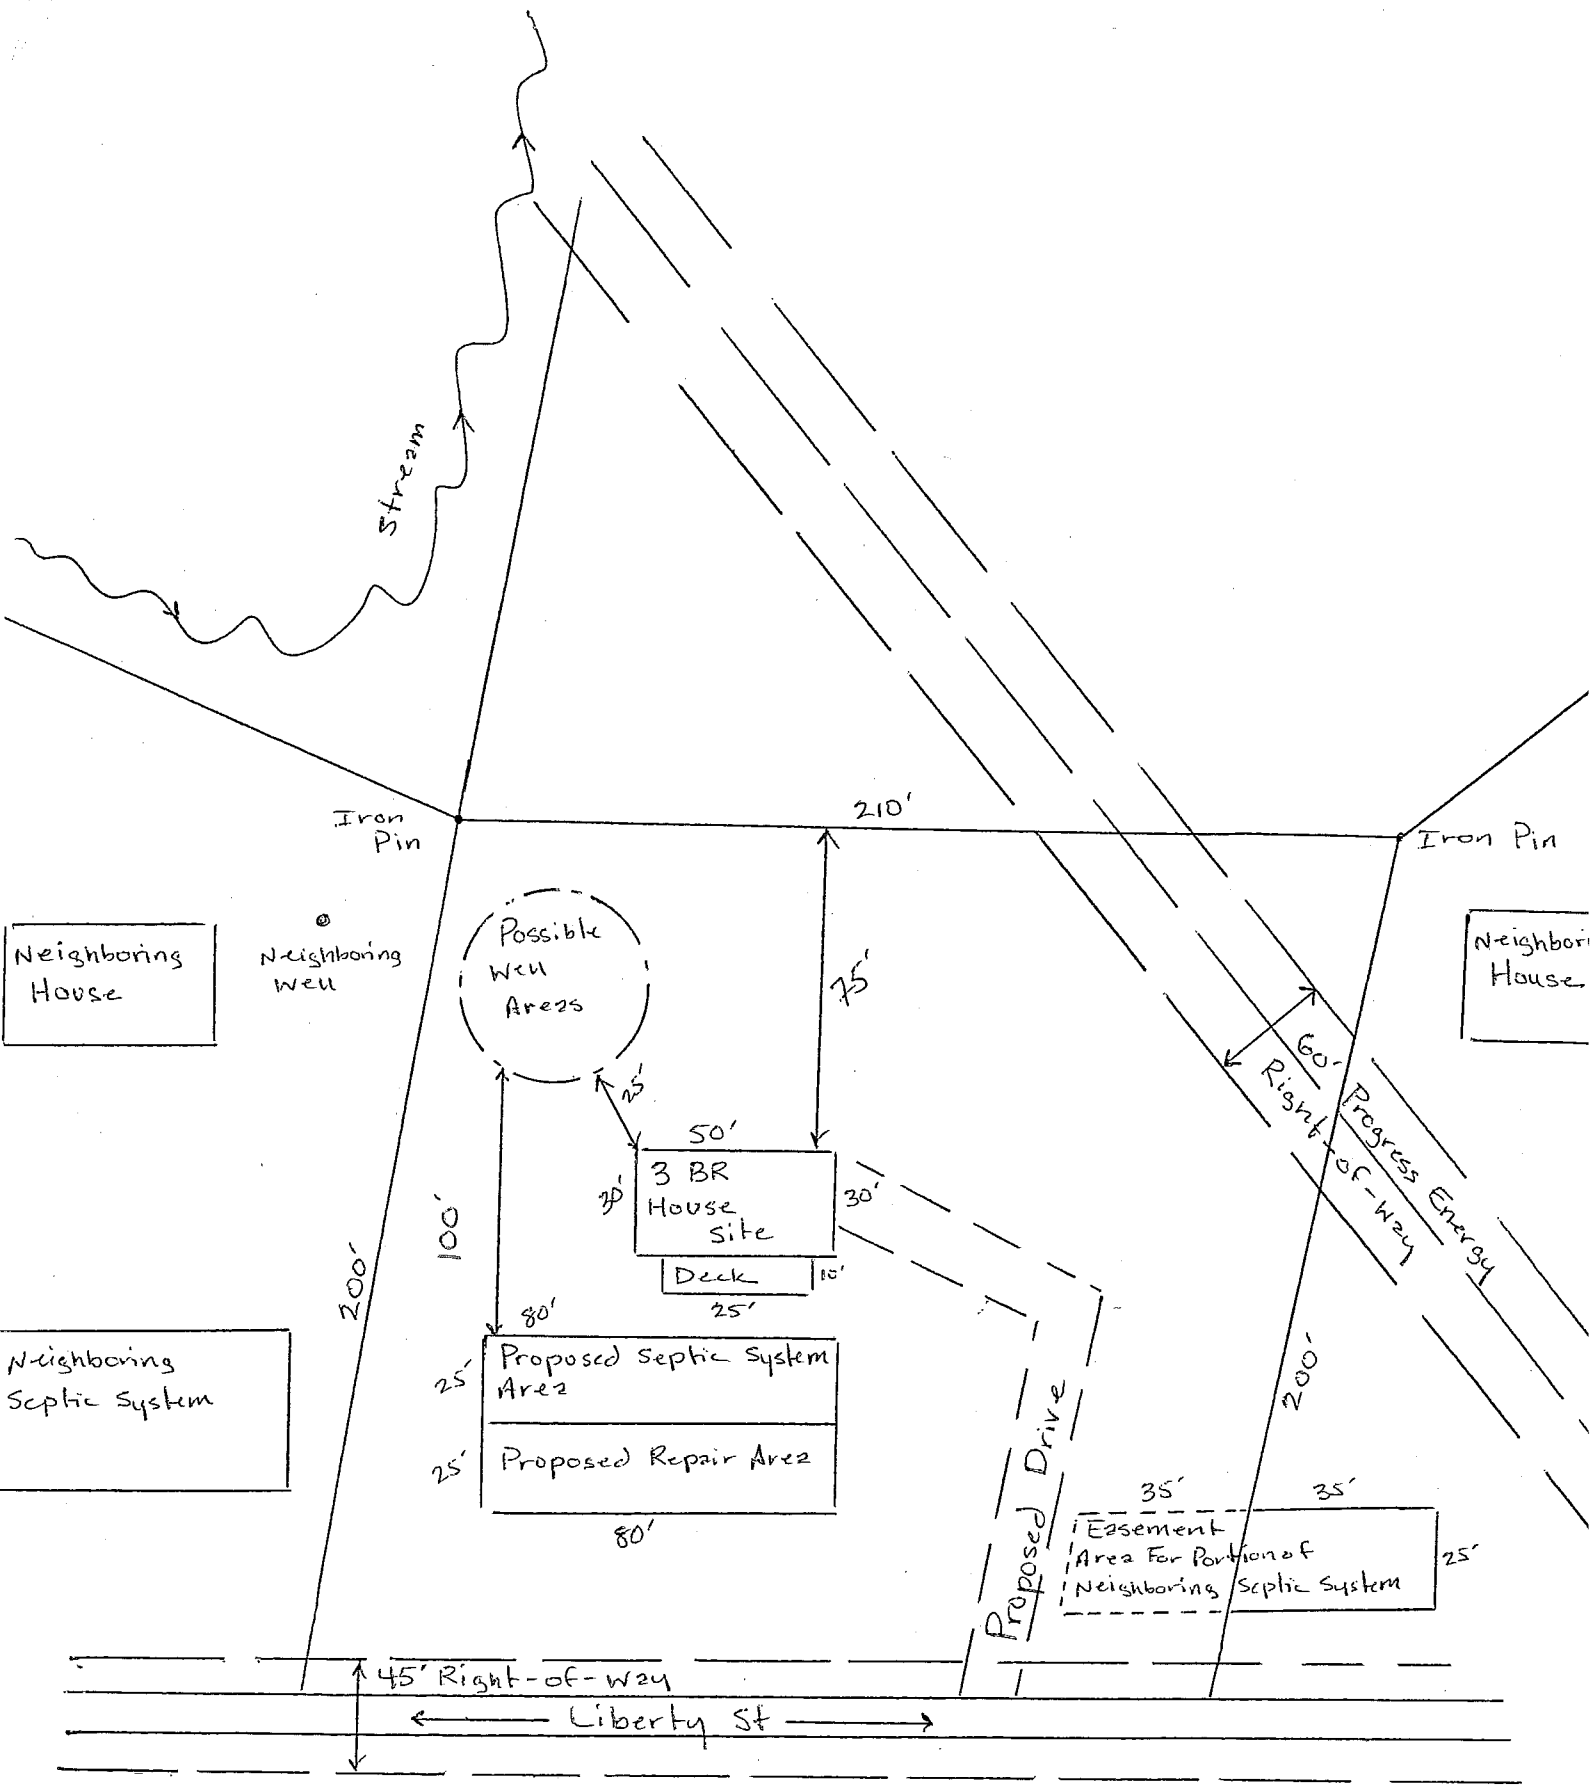 Stream
210'
Iron
Pin
Iron Pin
Neighboring
House
Neighboring
Well
Possible
Well
Areas
75'
Neighbori
House
60'
Right-of-Way
Progress Energy
25'
50'
3 BR
House
Site
30'
30'
Deck
10'
25'
100'
200'
200'
80'
Proposed Septic System
Area
25'
Proposed Repair Area
25'
80'
Neighboring
Septic System
Proposed Drive
35'
35'
Easement
Area For Portion of
Neighboring Septic System
25'
45' Right-of-Way
Liberty St